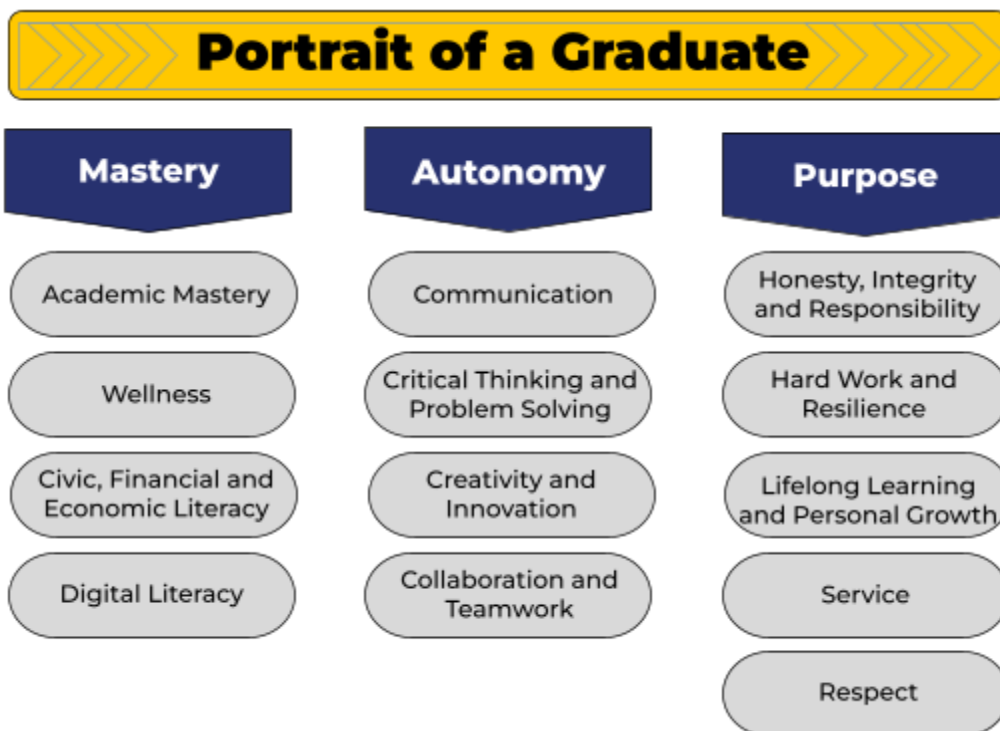 Portrait of a Graduate
Mastery
Academic Mastery
Wellness
Civic, Financial and
Economic Literacy
Digital Literacy
Autonomy
Communication
Critical Thinking and
Problem Solving
Creativity and
Innovation
Collaboration and
Teamwork
Purpose
Honesty, Integrity
and Responsibility
Hard Work and
Resilience
Lifelong Learning
and Personal Growth
Service
Respect